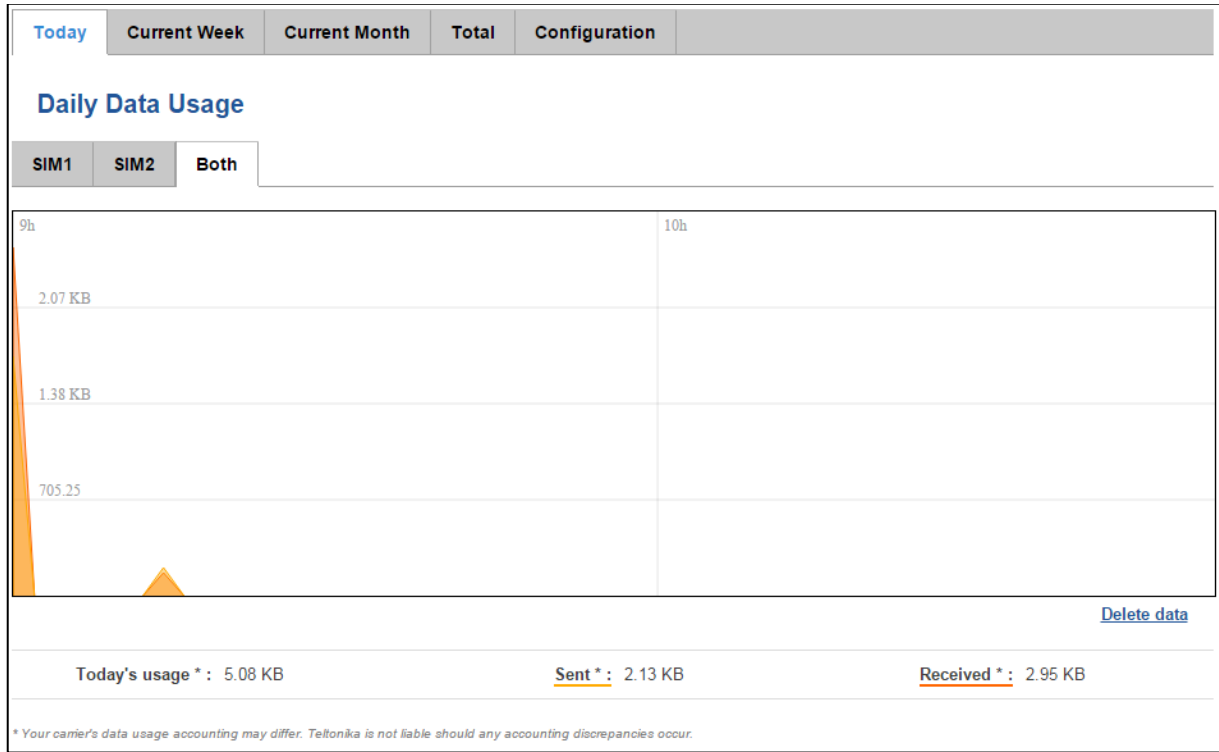 Today Current Week Current Month Total Configuration
Daily Data Usage
SIM1 SIM2 Both
9h 10h
2.07 KB
1.38 KB
705.25
Delete data
Today's usage * : 5.08 KB Sent * : 2.13 KB Received * : 2.95 KB
* Your carrier's data usage accounting may differ. Teltonika is not liable should any accounting discrepancies occur.